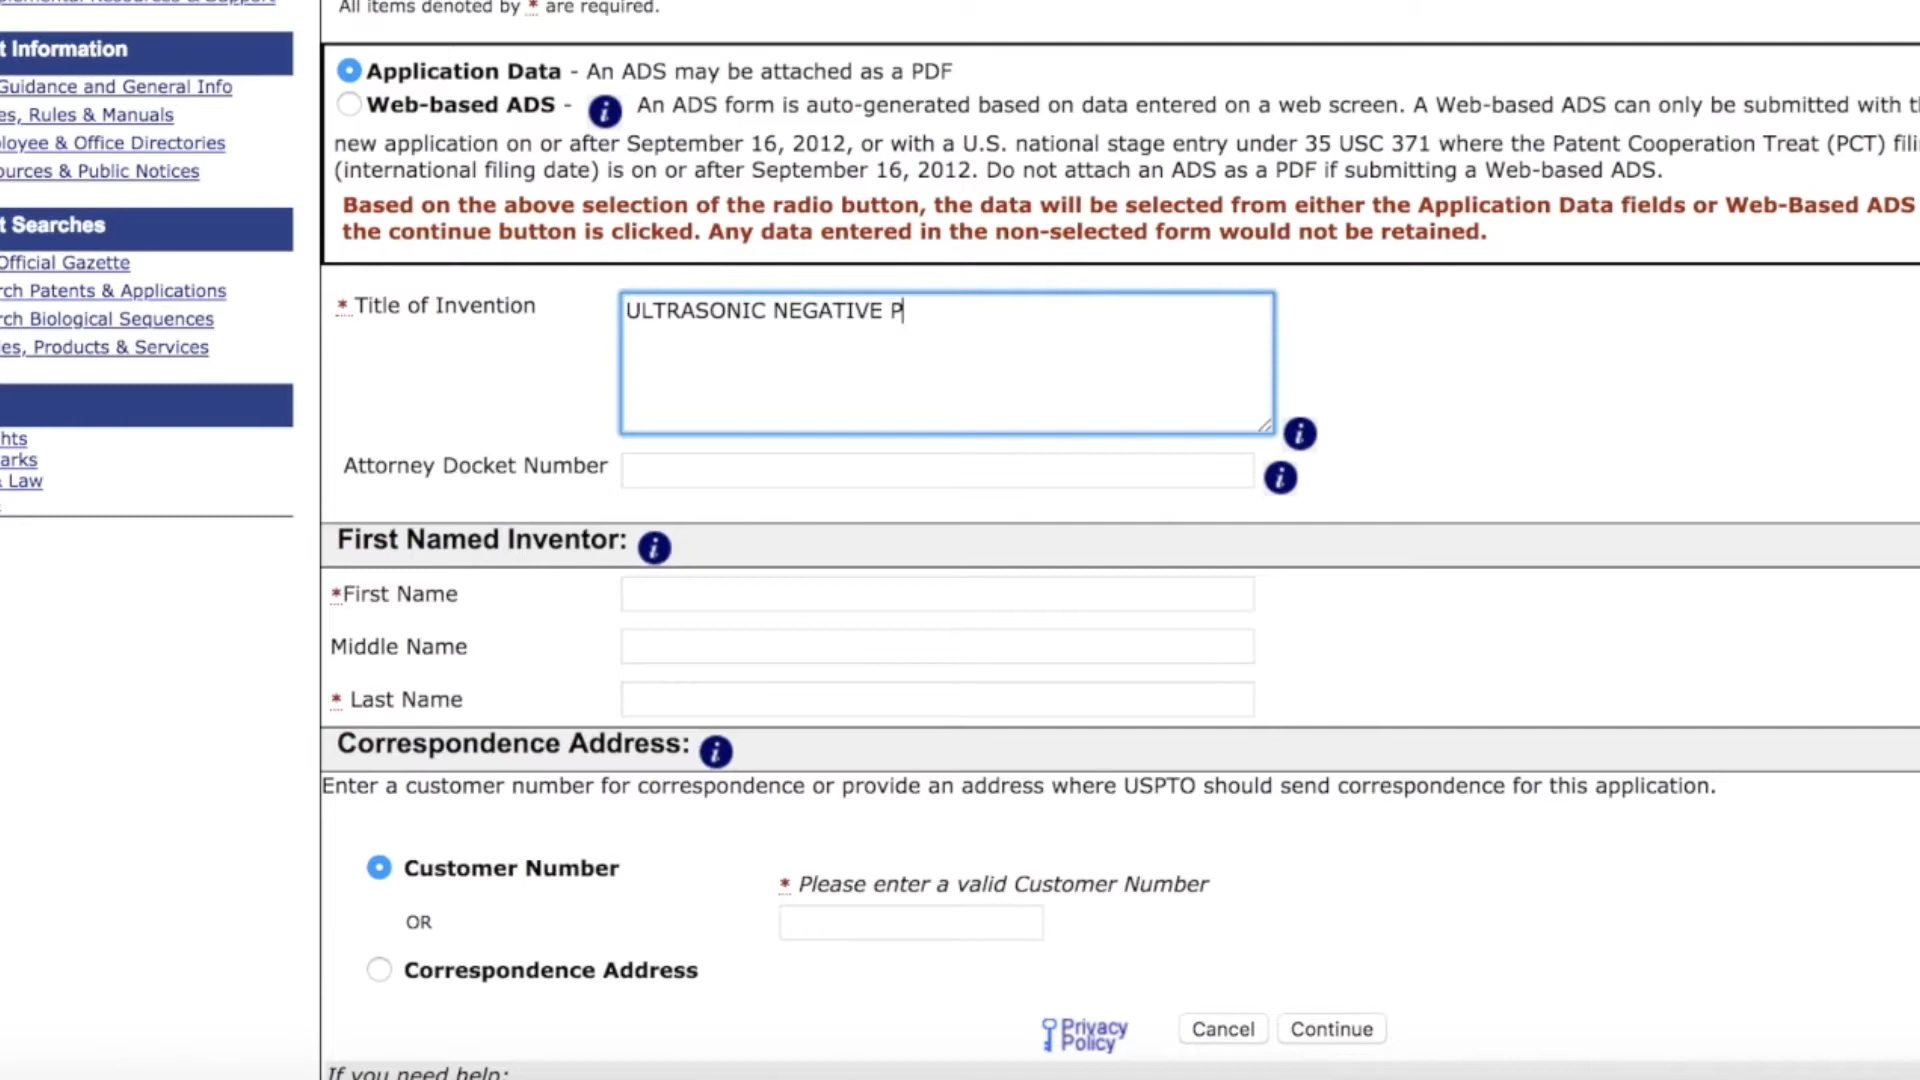 All items denoted by * are required.
t Information
Guidance and General Info
es, Rules & Manuals
loyee & Office Directories
ources & Public Notices
t Searches
Official Gazette
rch Patents & Applications
rch Biological Sequences
ies, Products & Services
hts
arks
& Law
Application Data - An ADS may be attached as a PDF
Web-based ADS - i An ADS form is auto-generated based on data entered on a web screen. A Web-based ADS can only be submitted with
new application on or after September 16, 2012, or with a U.S. national stage entry under 35 USC 371 where the Patent Cooperation Treat (PCT) fili
(international filing date) is on or after September 16, 2012. Do not attach an ADS as a PDF if submitting a Web-based ADS.
Based on the above selection of the radio button, the data will be selected from either the Application Data fields or Web-Based ADS
the continue button is clicked. Any data entered in the non-selected form would not be retained.
* Title of Invention
ULTRASONIC NEGATIVE P
i
Attorney Docket Number
i
First Named Inventor: i
*First Name
Middle Name
* Last Name
Correspondence Address: i
Enter a customer number for correspondence or provide an address where USPTO should send correspondence for this application.
Customer Number
* Please enter a valid Customer Number
OR
Correspondence Address
Privacy
Policy
Cancel
Continue
If you need help: